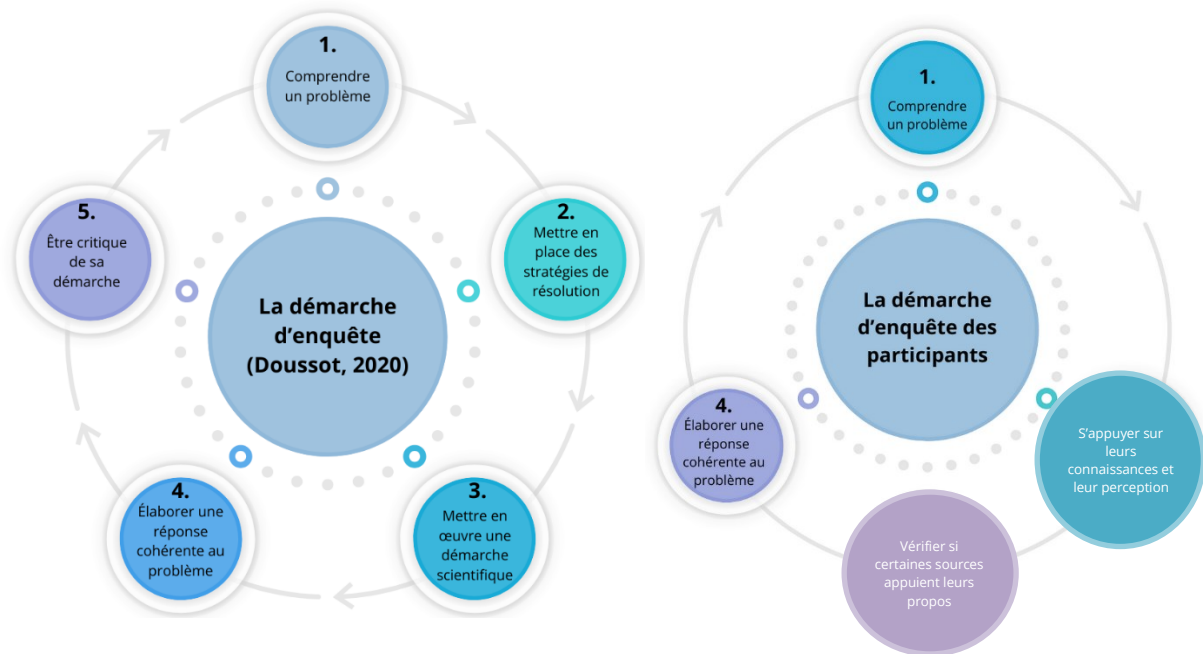 1.
Comprendre
un problème
2.
Mettre en
place des
stratégies de
résolution
3.
Mettre en
œuvre une
démarche
scientifique
4.
Élaborer une
réponse
cohérente au
problème
5.
Être critique
de sa
démarche
La démarche
d'enquête
(Doussot, 2020)
1.
Comprendre
un problème
S'appuyer sur
leurs
connaissances et
leur perception
Vérifier si
certaines sources
appuient leurs
propos
4.
Élaborer une
réponse
cohérente au
problème
La démarche
d'enquête des
participants